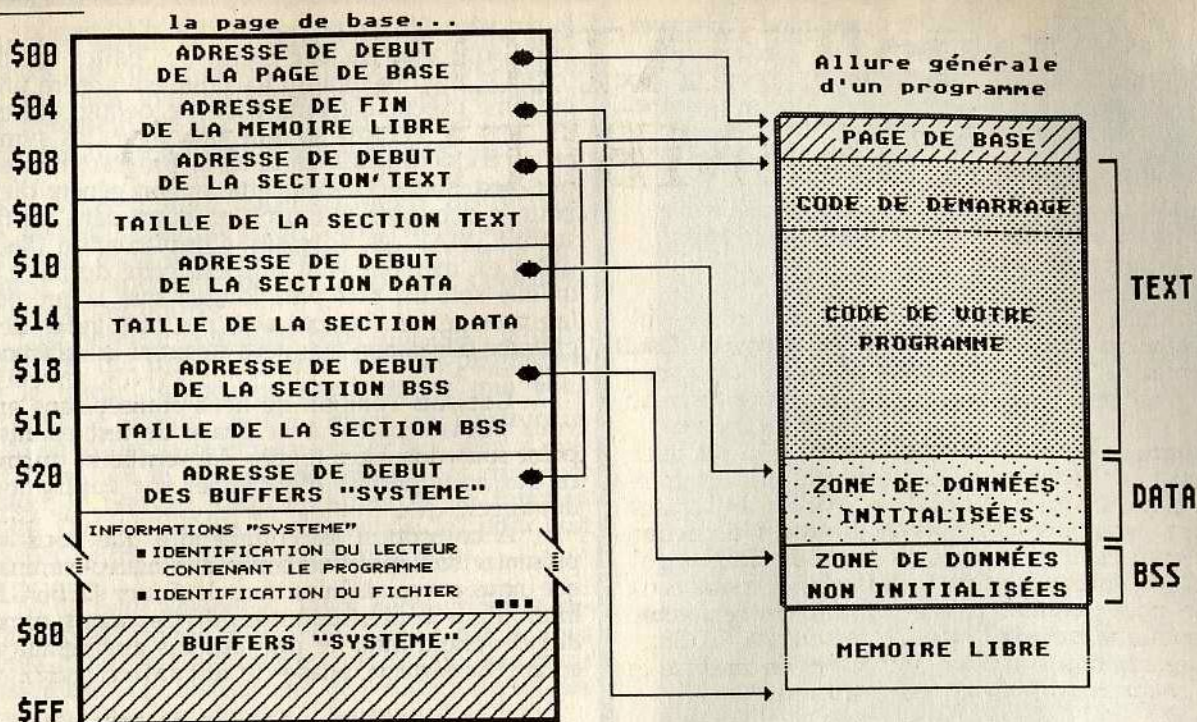 la page de base...
$00
ADRESSE DE DEBUT
DE LA PAGE DE BASE
$04
ADRESSE DE FIN
DE LA MEMOIRE LIBRE
$08
ADRESSE DE DEBUT
DE LA SECTION'TEXT
$0C
TAILLE DE LA SECTION TEXT
$10
ADRESSE DE DEBUT
DE LA SECTION DATA
$14
TAILLE DE LA SECTION DATA
$18
ADRESSE DE DEBUT
DE LA SECTION BSS
$1C
TAILLE DE LA SECTION BSS
$20
ADRESSE DE DEBUT
DES BUFFERS "SYSTEME"
INFORMATIONS "SYSTEME"
■ IDENTIFICATION DU LECTEUR
CONTENANT LE PROGRAMME
■ IDENTIFICATION DU FICHIER
...
$80
BUFFERS "SYSTEME"
$FF
Allure générale
d'un programme
PAGE DE BASE
CODE DE DEMARRAGE
CODE DE VOTRE
PROGRAMME
TEXT
ZONE DE DONNÉES
INITIALISÉES
DATA
ZONE DE DONNÉES
NON INITIALISÉES
BSS
MEMOIRE LIBRE